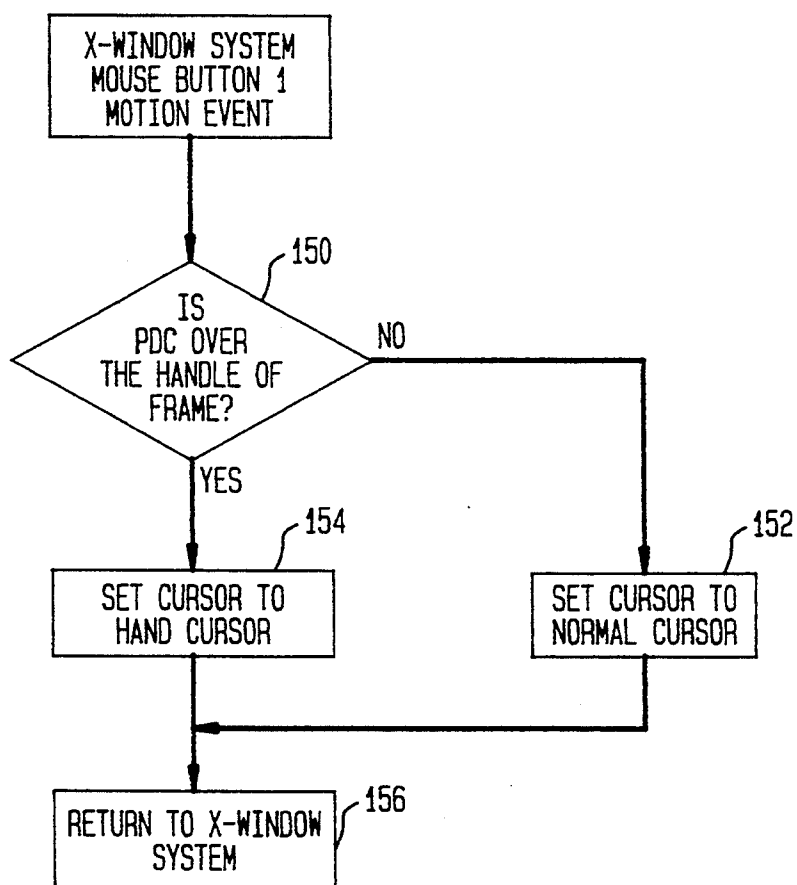 X-WINDOW SYSTEM
MOUSE BUTTON 1
MOTION EVENT
150
IS
PDC OVER
THE HANDLE OF
FRAME?
NO
YES
154
SET CURSOR TO
HAND CURSOR
152
SET CURSOR TO
NORMAL CURSOR
156
RETURN TO X-WINDOW
SYSTEM